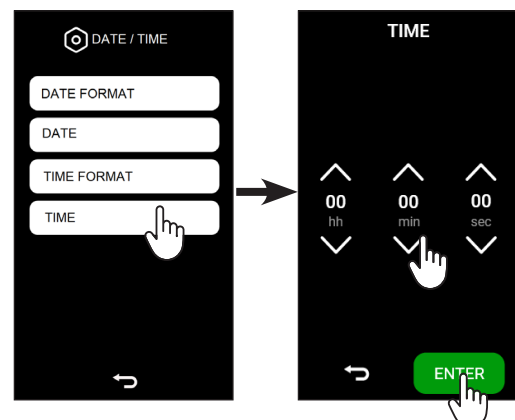 DATE / TIME
DATE FORMAT
DATE
TIME FORMAT
TIME
TIME
00 00 00
hh min sec
ENTER